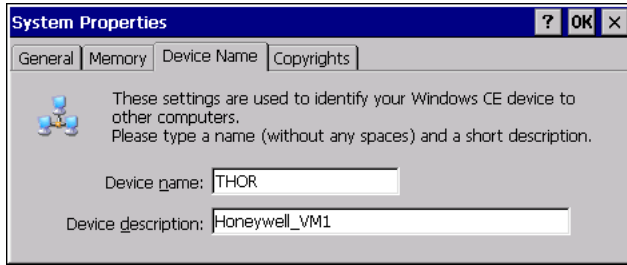 System Properties ? OK ×
General Memory Device Name Copyrights
These settings are used to identify your Windows CE device to
other computers.
Please type a name (without any spaces) and a short description.
Device name: THOR
Device description: Honeywell_VM1